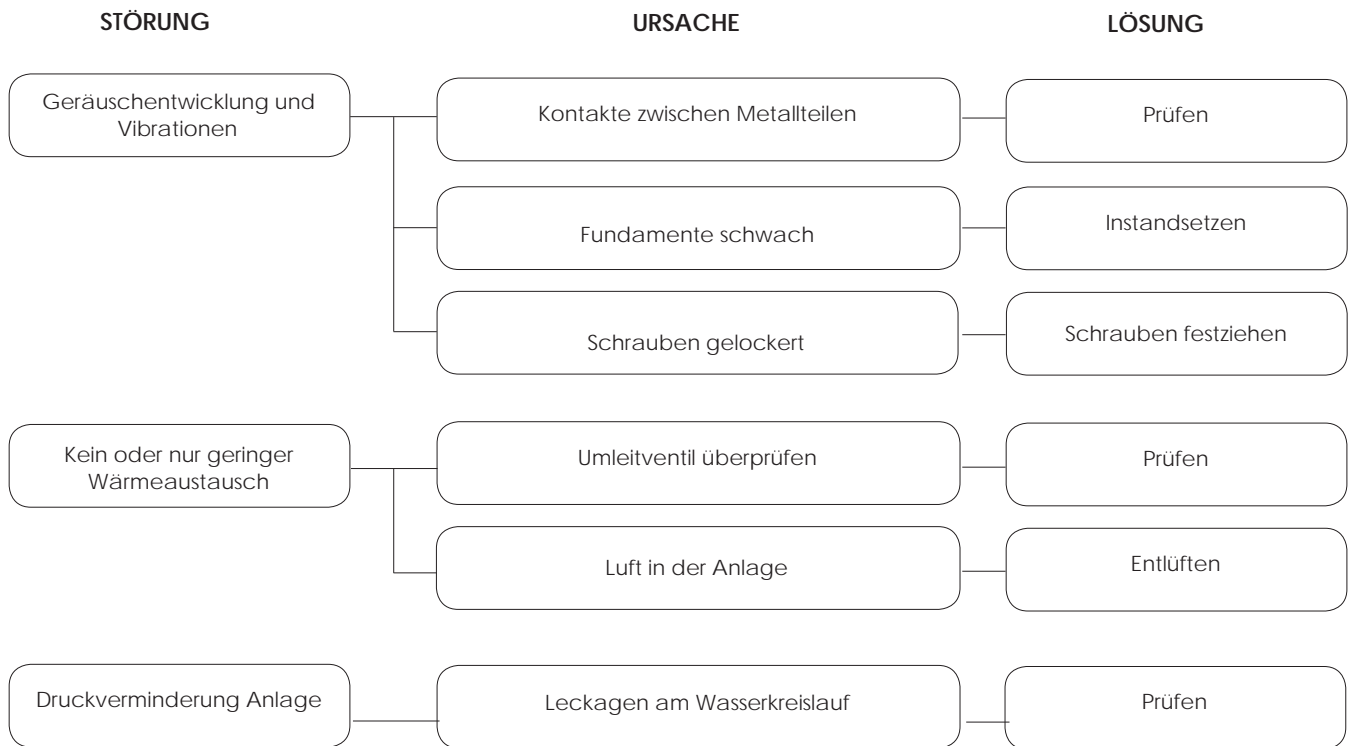 STÖRUNG
URSACHE
LÖSUNG
Geräuschentwicklung und
Vibrationen
Kontakte zwischen Metallteilen
Prüfen
Fundamente schwach
Instandsetzen
Schrauben gelockert
Schrauben festziehen
Kein oder nur geringer
Wärmeaustausch
Umleitventil überprüfen
Prüfen
Luft in der Anlage
Entlüften
Druckverminderung Anlage
Leckagen am Wasserkreislauf
Prüfen